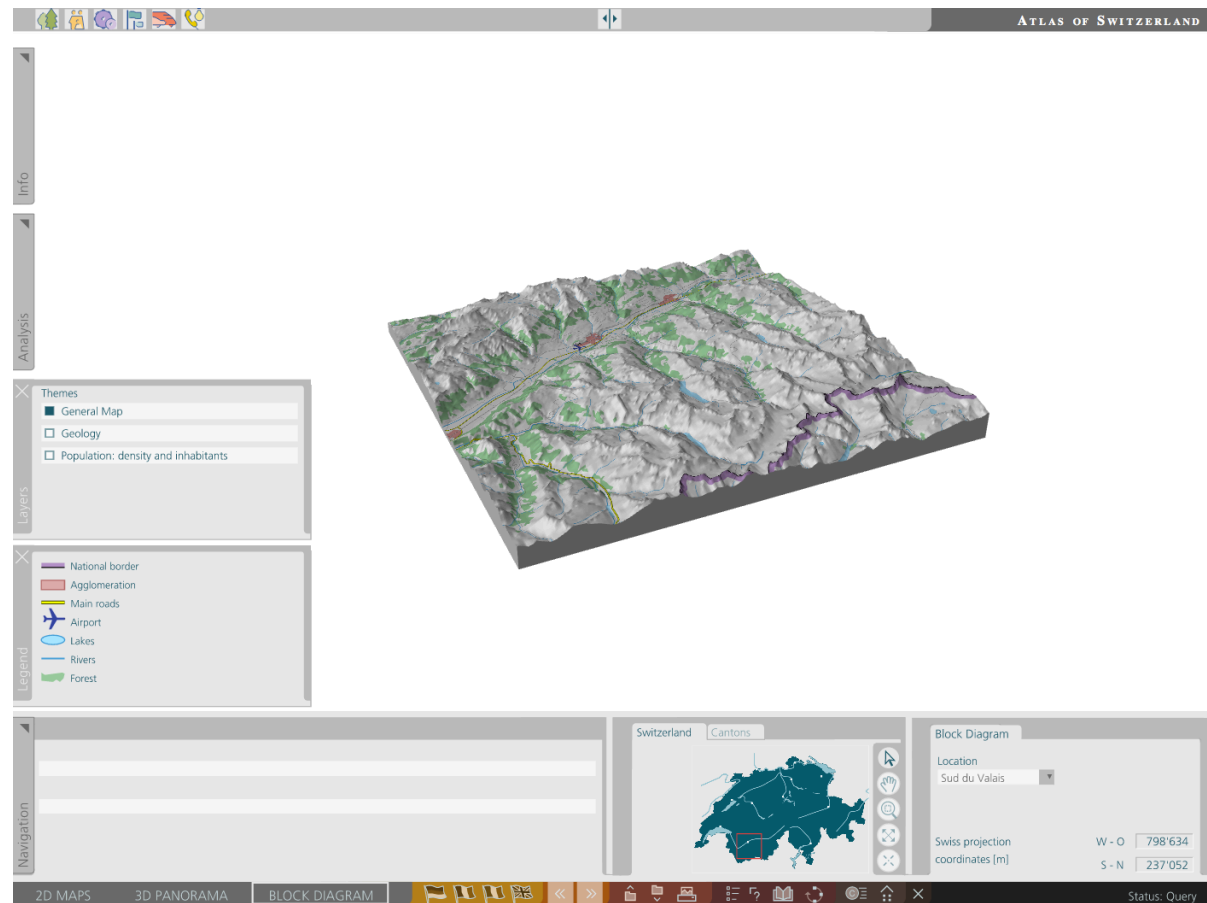 ATLAS OF SWITZERLAND
Info
Analysis
Themes
General Map
Geology
Population: density and inhabitants
Layers
National border
Agglomeration
Main roads
Airport
Lakes
Rivers
Forest
Legend
Navigation
Switzerland
Cantons
Block Diagram
Location
Sud du Valais
Swiss projection
coordinates [m]
W - O 798'634
S - N 237'052
2D MAPS 3D PANORAMA BLOCK DIAGRAM
Status: Query